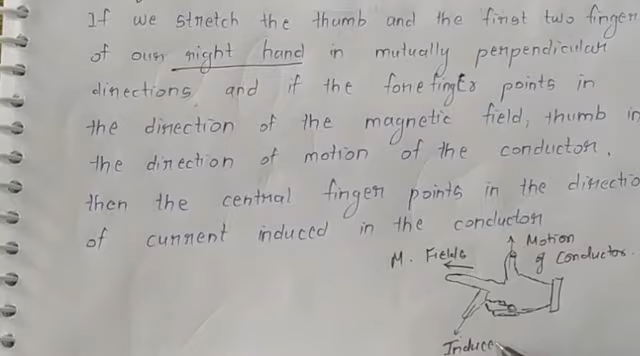 If we stretch the thumb and the first two finger
of our right hand in mutually perpendicular
directions and if the forefinger points in
the direction of the magnetic field, thumb in
the direction of motion of the conductor,
then the central finger points in the directio
of current induced in the conductor
Motion
M. Fields
of Conductor.
Induce